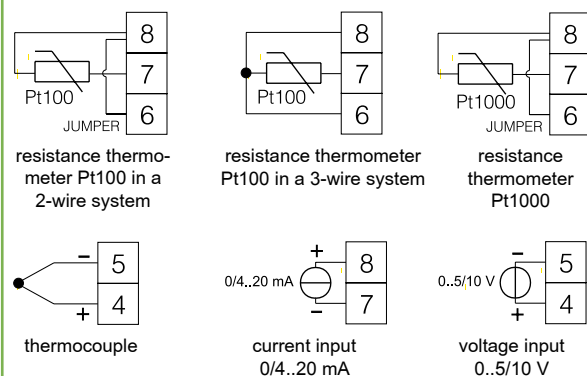 8
7
6
Pt100
JUMPER
resistance thermo-
meter Pt100 in a
2-wire system
8
7
6
Pt100
resistance thermometer
Pt100 in a 3-wire system
8
7
6
Pt1000
JUMPER
resistance
thermometer
Pt1000
- 5
+ 4
thermocouple
+ 8
0/4..20 mA
- 7
current input
0/4..20 mA
- 5
0..5/10 V
+ 4
voltage input
0..5/10 V